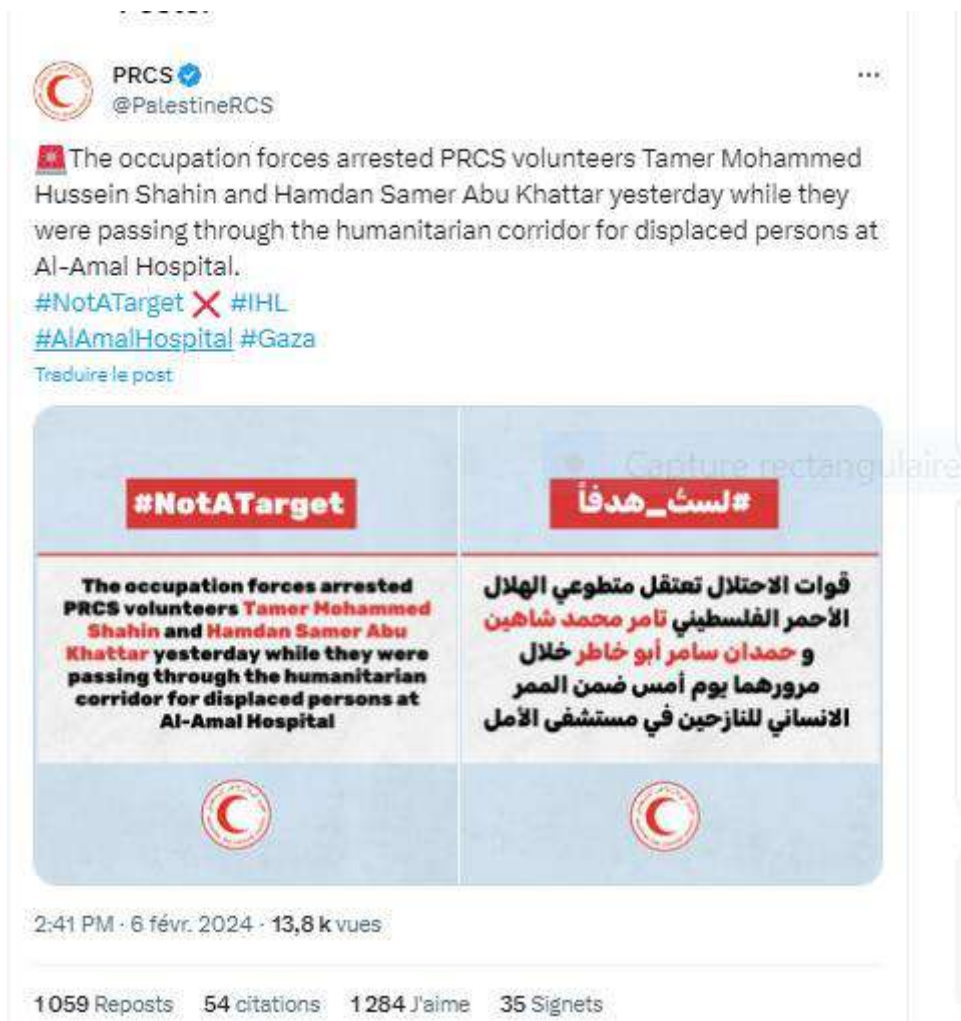 PRCS
@PalestineRCS
The occupation forces arrested PRCS volunteers Tamer Mohammed
Hussein Shahin and Hamdan Samer Abu Khattar yesterday while they
were passing through the humanitarian corridor for displaced persons at
Al-Amal Hospital.
#NotATarget ❌ #IHL
#AlAmalHospital #Gaza
Traduire le post
Capture rectangulaire
#NotATarget
The occupation forces arrested
PRCS volunteers Tamer Mohammed
Shahin and Hamdan Samer Abu
Khattar yesterday while they were
passing through the humanitarian
corridor for displaced persons at
Al-Amal Hospital
#لستُ_هدفاً
قوات الاحتلال تعتقل متطوعي الهلال
الأحمر الفلسطيني تامر محمد شاهين
و حمدان سامر أبو خاطر خلال
مرورهما يوم أمس ضمن الممر
الانساني للنازحين في مستشفى الأمل
2:41 PM · 6 févr. 2024 · 13,8 k vues
1 059 Reposts 54 citations 1 284 J'aime 35 Signets